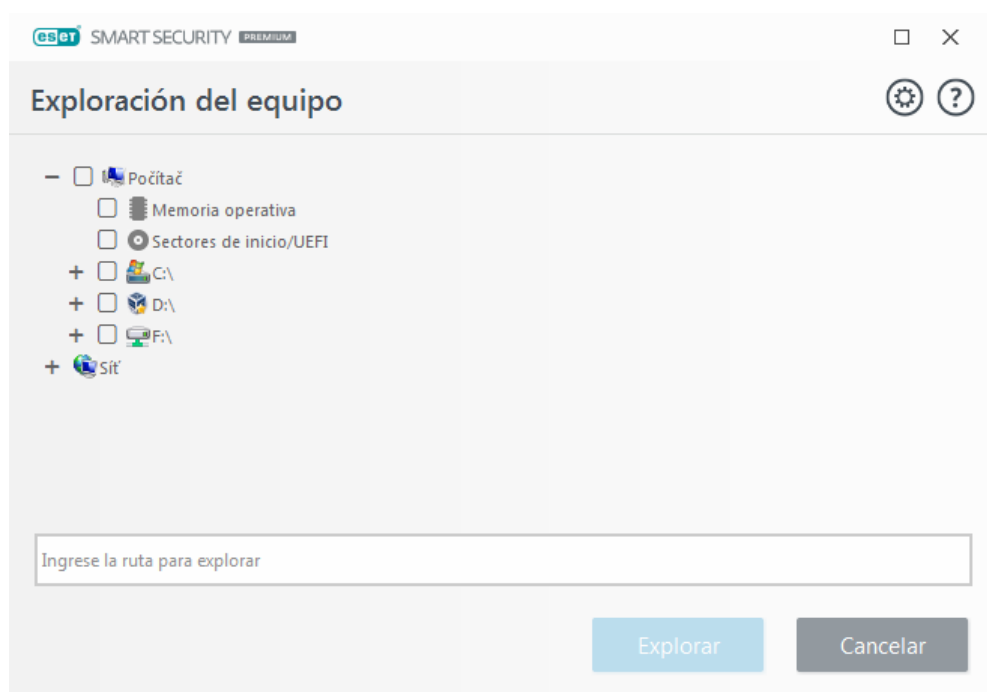 eset SMART SECURITY PREMIUM
Exploración del equipo
Počítač
Memoria operativa
Sectores de inicio/UEFI
C:\
D:\
F:\
Síť
Ingrese la ruta para explorar
Explorar
Cancelar